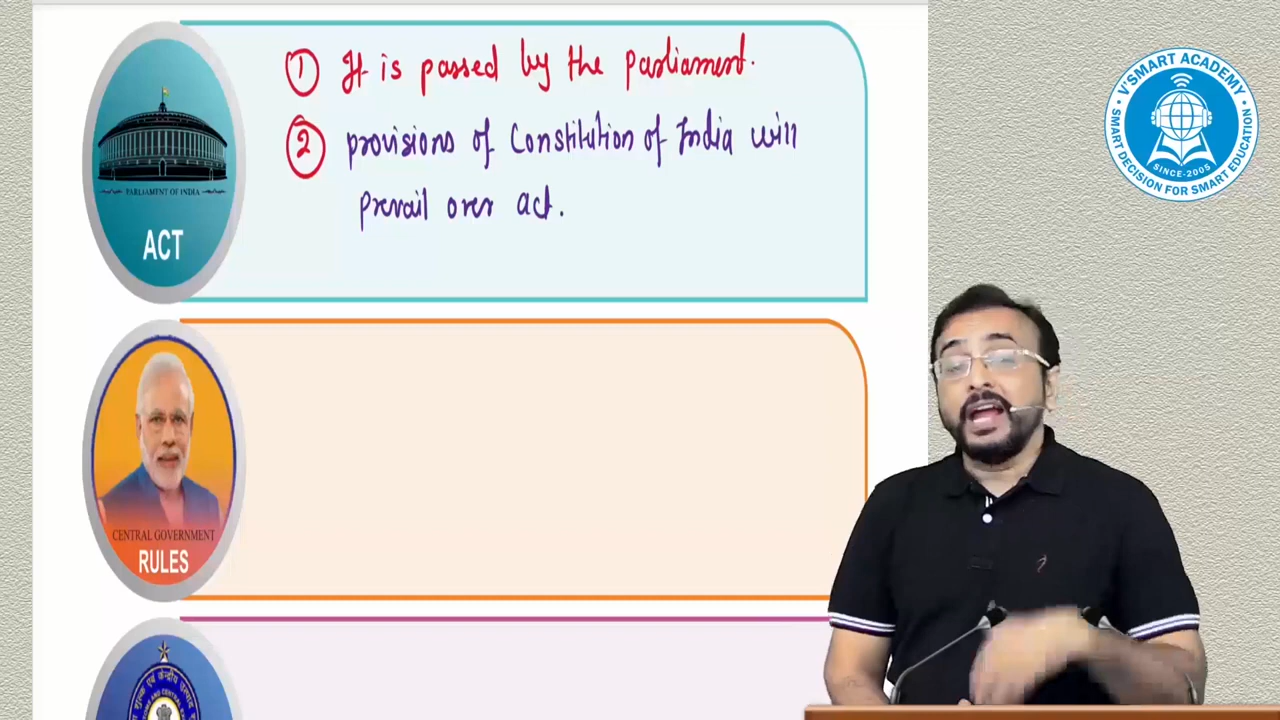 ① It is passed by the parliament.
② provisions of Constitution of India will
prevail over act.
PARLIAMENT OF INDIA
ACT
CENTRAL GOVERNMENT
RULES
V'SMART ACADEMY
SINCE-2005
SMART DECISION FOR SMART EDUCATION